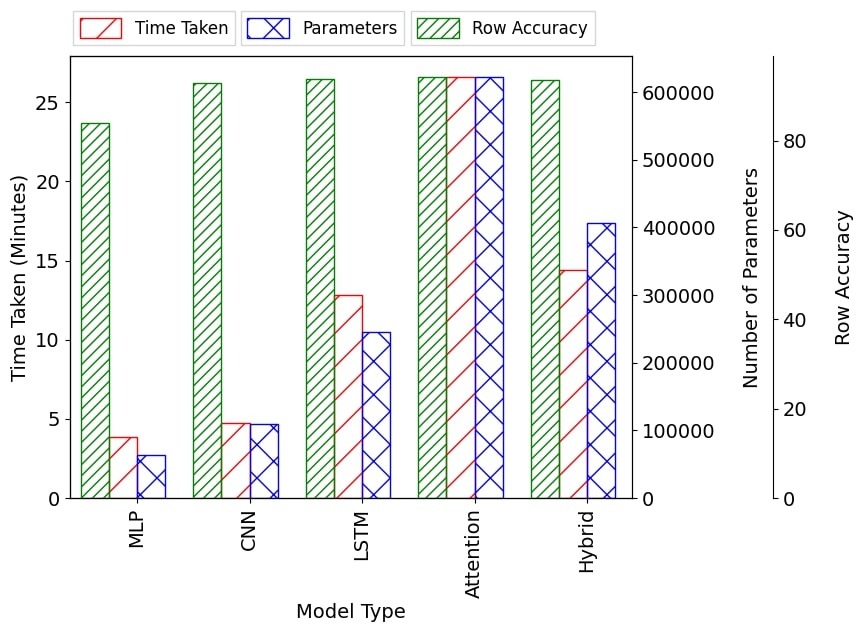 Time Taken Parameters Row Accuracy
Time Taken (Minutes)
0
5
10
15
20
25
MLP
CNN
LSTM
Attention
Hybrid
Model Type
0
100000
200000
300000
400000
500000
600000
Number of Parameters
0
20
40
60
80
Row Accuracy